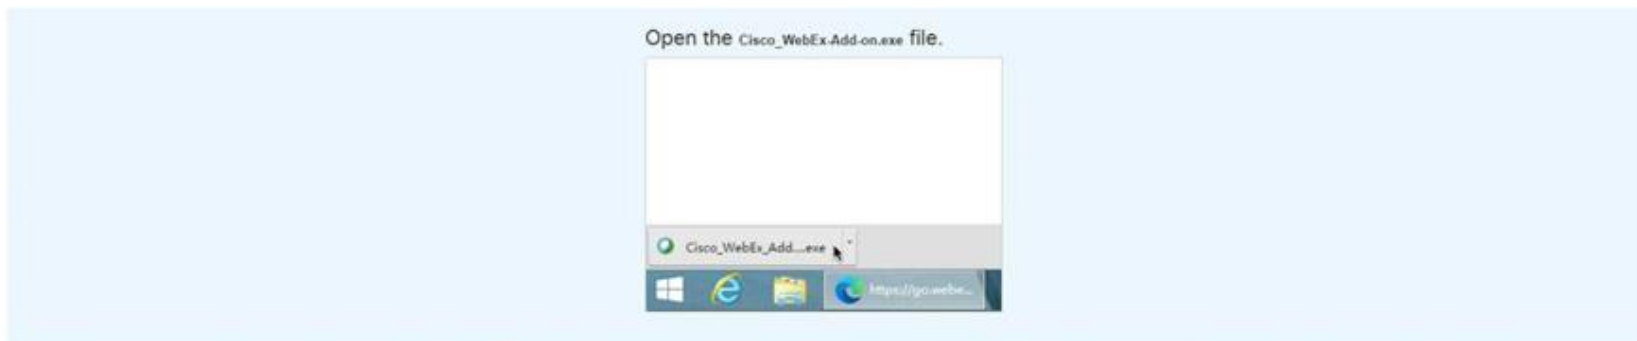 Open the Cisco_WebEx-Add-on.exe file.
Cisco_WebEx_Add...exe
https://go.webe...